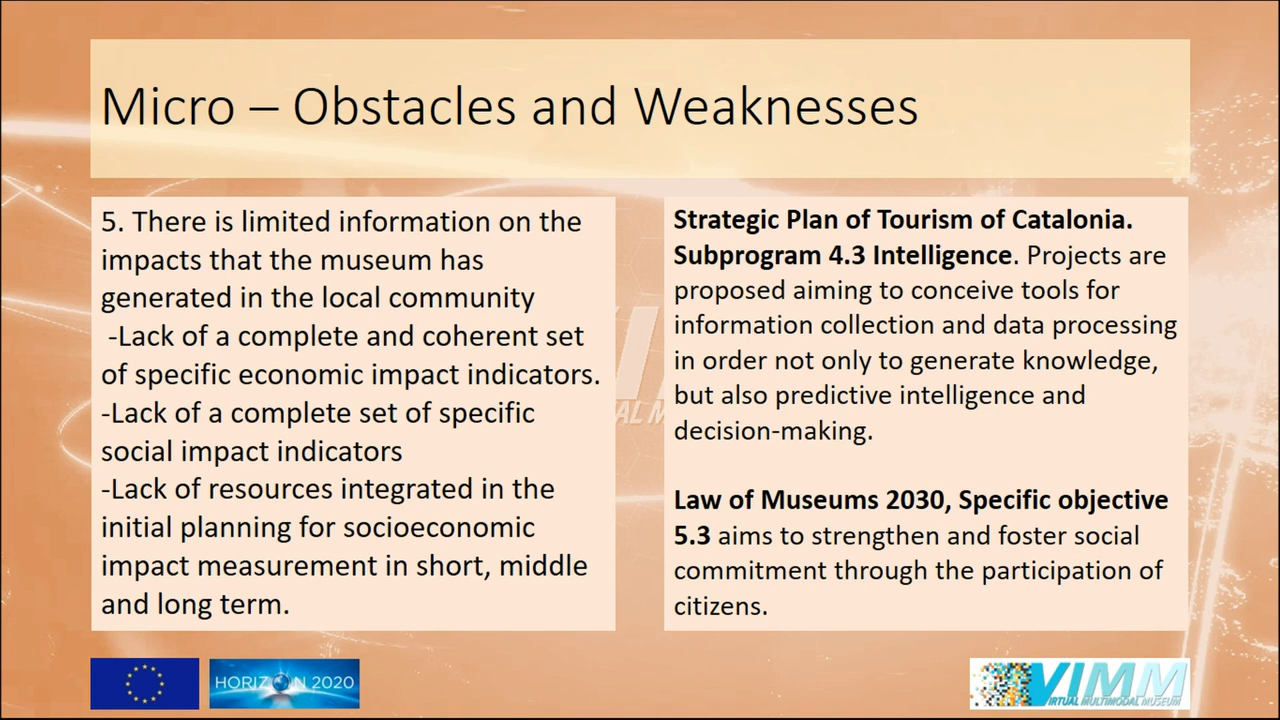 Micro – Obstacles and Weaknesses
5. There is limited information on the
impacts that the museum has
generated in the local community
-Lack of a complete and coherent set
of specific economic impact indicators.
-Lack of a complete set of specific
social impact indicators
-Lack of resources integrated in the
initial planning for socioeconomic
impact measurement in short, middle
and long term.
Strategic Plan of Tourism of Catalonia.
Subprogram 4.3 Intelligence. Projects are
proposed aiming to conceive tools for
information collection and data processing
in order not only to generate knowledge,
but also predictive intelligence and
decision-making.
Law of Museums 2030, Specific objective
5.3 aims to strengthen and foster social
commitment through the participation of
citizens.
HORIZON 2020
VIMM
VIRTUAL MULTIMODAL MUSEUM